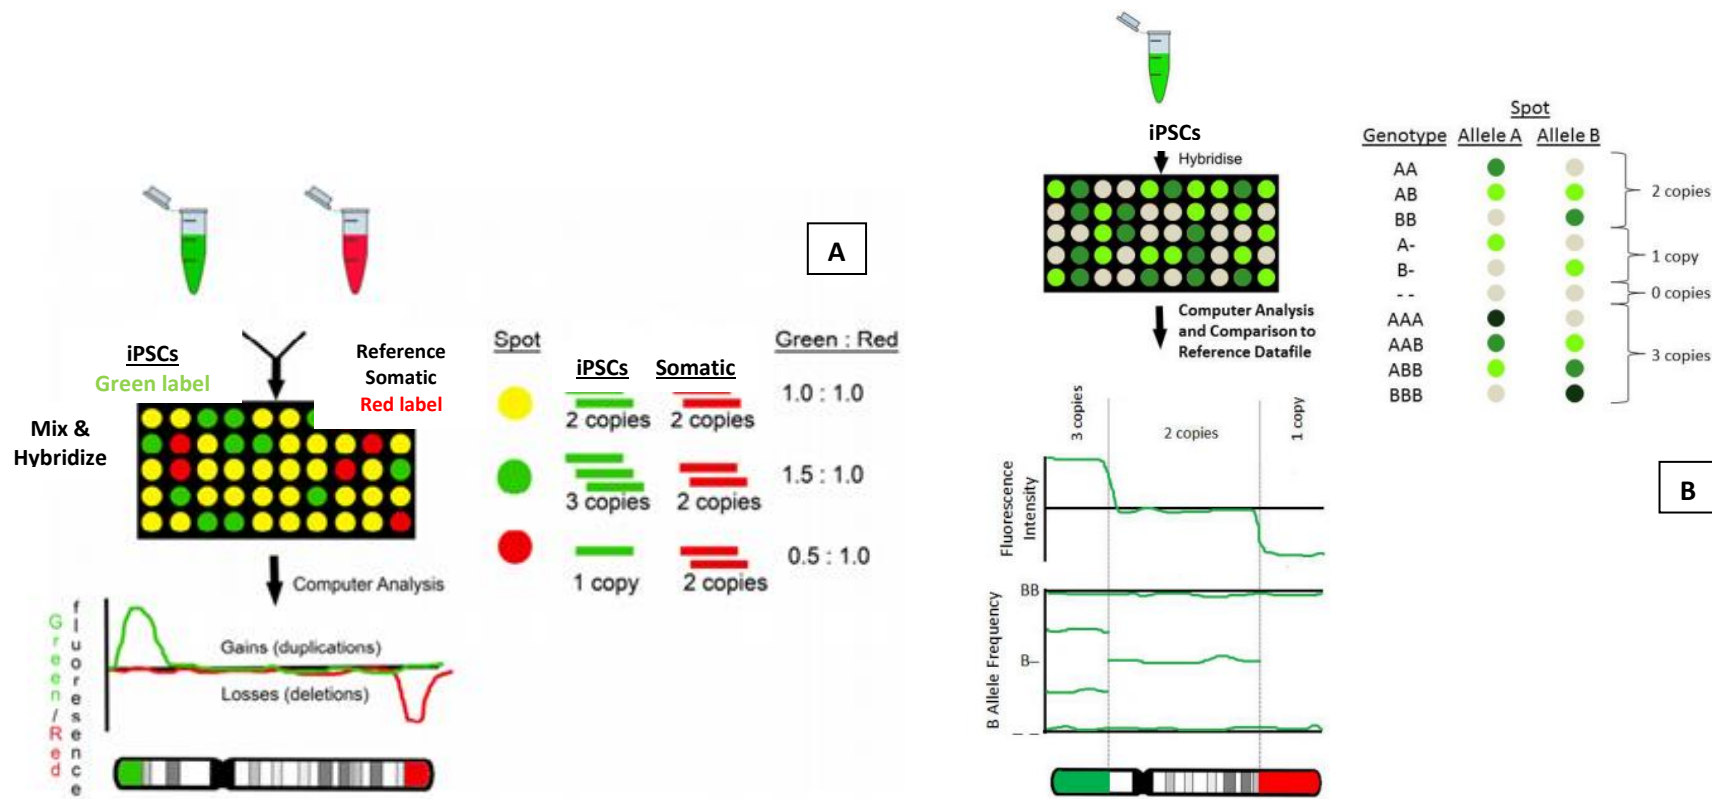 A
iPSCs
Green label
Reference
Somatic
Red label
Mix &
Hybridize
Spot
iPSCs
Somatic
Green : Red
2 copies
2 copies
1.0 : 1.0
3 copies
2 copies
1.5 : 1.0
1 copy
2 copies
0.5 : 1.0
Computer Analysis
Green/Red
fluoresence
Gains (duplications)
Losses (deletions)
B
iPSCs
Hybridise
Computer Analysis
and Comparison to
Reference Datafile
Spot
Genotype Allele A Allele B
AA
AB
BB
2 copies
A-
B-
1 copy
- -
0 copies
AAA
AAB
ABB
BBB
3 copies
3 copies
2 copies
1 copy
Fluorescence
Intensity
B Allele Frequency
BB
B–
– –